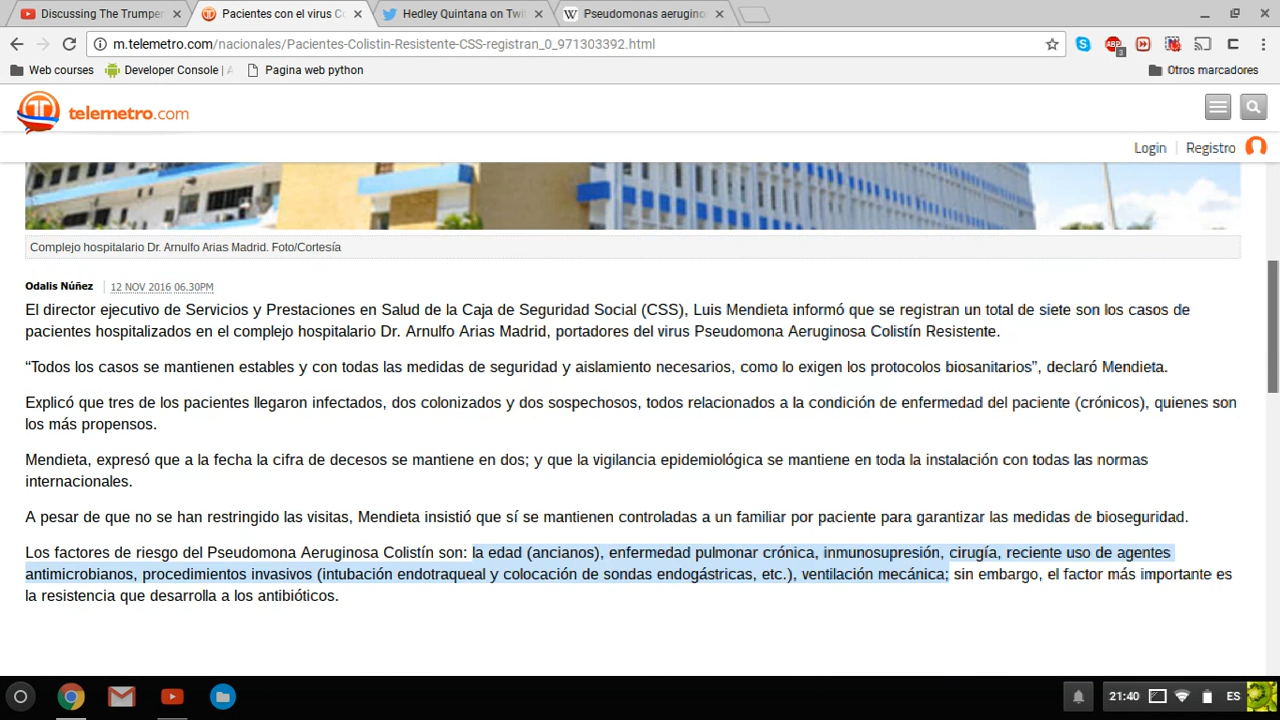 Discussing The Trumper
Pacientes con el virus Co
Hedley Quintana on Twit
Pseudomonas aeruginos
m.telemetro.com/nacionales/Pacientes-Colistin-Resistente-CSS-registran_0_971303392.html
ABP
3
Web courses
Developer Console | A
Pagina web python
Otros marcadores
telemetro.com
Login
Registro
Complejo hospitalario Dr. Arnulfo Arias Madrid. Foto/Cortesía
Odalis Núñez | 12 NOV 2016 06.30PM
El director ejecutivo de Servicios y Prestaciones en Salud de la Caja de Seguridad Social (CSS), Luis Mendieta informó que se registran un total de siete son los casos de
pacientes hospitalizados en el complejo hospitalario Dr. Arnulfo Arias Madrid, portadores del virus Pseudomona Aeruginosa Colistín Resistente.
“Todos los casos se mantienen estables y con todas las medidas de seguridad y aislamiento necesarios, como lo exigen los protocolos biosanitarios”, declaró Mendieta.
Explicó que tres de los pacientes llegaron infectados, dos colonizados y dos sospechosos, todos relacionados a la condición de enfermedad del paciente (crónicos), quienes son
los más propensos.
Mendieta, expresó que a la fecha la cifra de decesos se mantiene en dos; y que la vigilancia epidemiológica se mantiene en toda la instalación con todas las normas
internacionales.
A pesar de que no se han restringido las visitas, Mendieta insistió que sí se mantienen controladas a un familiar por paciente para garantizar las medidas de bioseguridad.
Los factores de riesgo del Pseudomona Aeruginosa Colistín son: la edad (ancianos), enfermedad pulmonar crónica, inmunosupresión, cirugía, reciente uso de agentes
antimicrobianos, procedimientos invasivos (intubación endotraqueal y colocación de sondas endogástricas, etc.), ventilación mecánica; sin embargo, el factor más importante es
la resistencia que desarrolla a los antibióticos.
21:40
ES